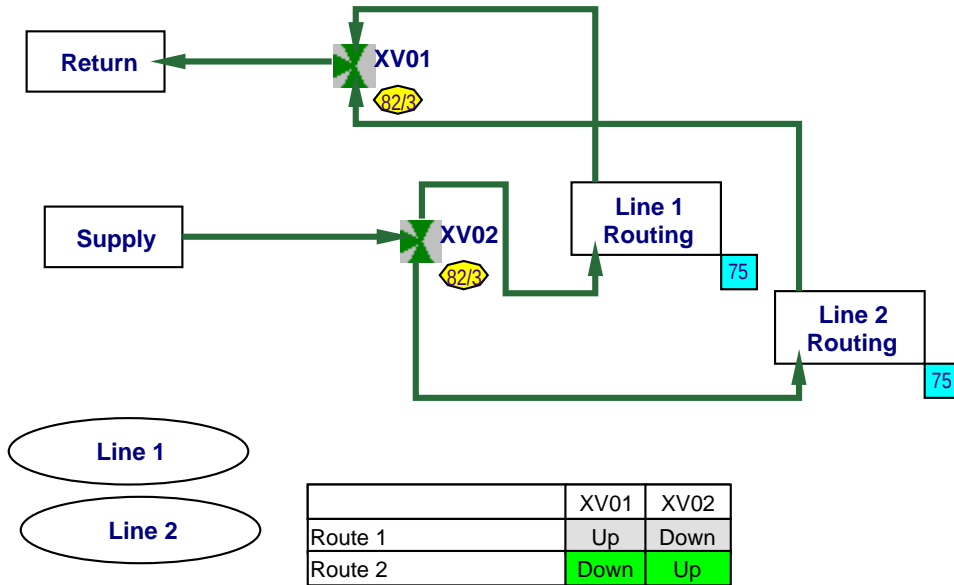 Return
XV01
82/3
Supply
XV02
82/3
Line 1
Routing
75
Line 2
Routing
75
Line 1
Line 2
XV01 XV02
Route 1 Up Down
Route 2 Down Up